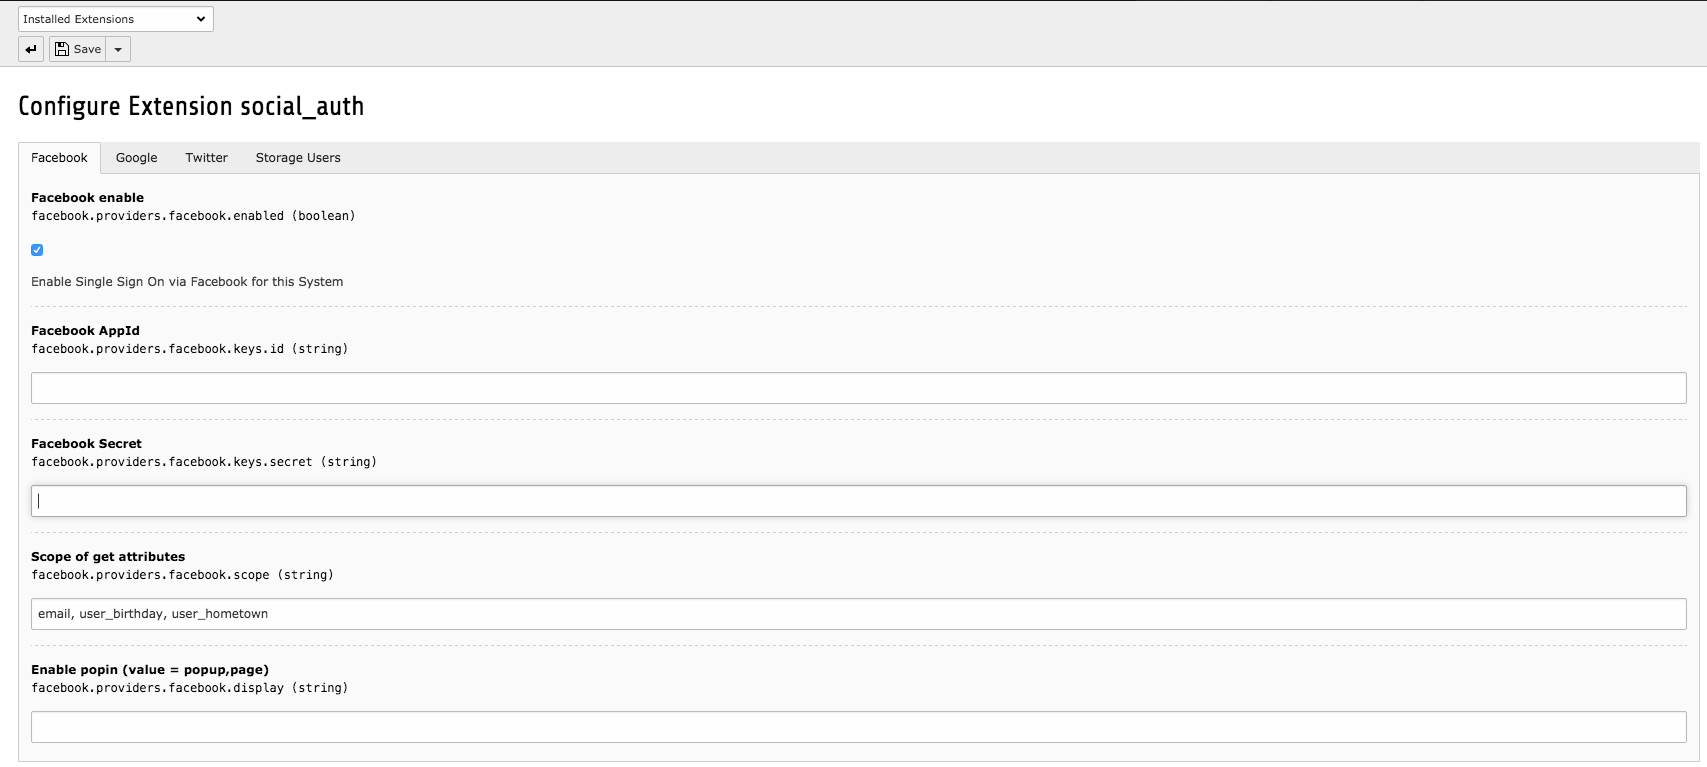 Installed Extensions
Save
Configure Extension social_auth
Facebook Google Twitter Storage Users
Facebook enable
facebook.providers.facebook.enabled (boolean)
Enable Single Sign On via Facebook for this System
Facebook AppId
facebook.providers.facebook.keys.id (string)
Facebook Secret
facebook.providers.facebook.keys.secret (string)
Scope of get attributes
facebook.providers.facebook.scope (string)
email, user_birthday, user_hometown
Enable popin (value = popup,page)
facebook.providers.facebook.display (string)